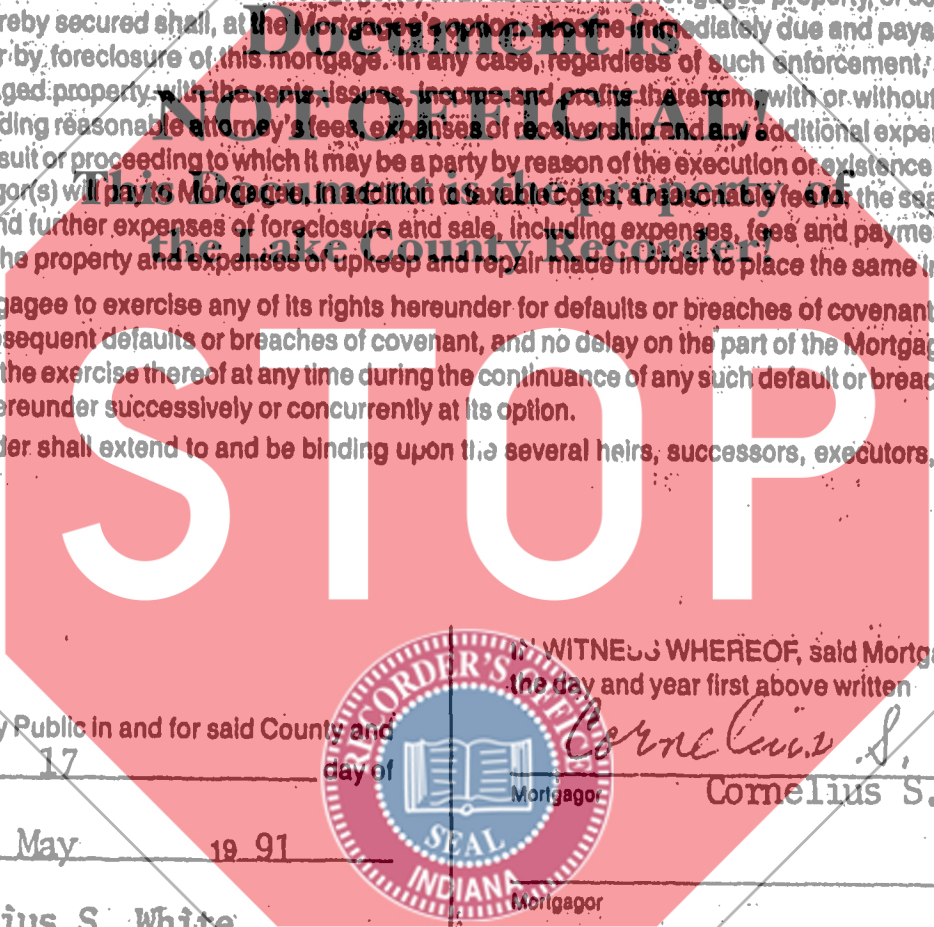 reby secured shall, at the Mortgagee's option, become immediately due and paya
Document is
r by foreclosure of this mortgage. In any case, regardless of such enforcement,
ged property with the rents, issues, income and profits therefrom, with or without
NOT OFFICIAL!
ding reasonable attorney's fees, expenses of receivership and any additional expe
suit or proceeding to which it may be a party by reason of the execution or existence
This Document is the property of
gor(s) will pay to Mortgagee, in addition to taxable costs, a reasonable fee for the sea
nd further expenses of foreclosure and sale, including expenses, fees and payme
the Lake County Recorder!
he property and expenses of upkeep and repair made in order to place the same i
gagee to exercise any of its rights hereunder for defaults or breaches of covenant
sequent defaults or breaches of covenant, and no delay on the part of the Mortgag
the exercise thereof at any time during the continuance of any such default or breac
ereunder successively or concurrently at its option.
der shall extend to and be binding upon the several heirs, successors, executors,
STOP
IN WITNESS WHEREOF, said Mortga
the day and year first above written
y Public in and for said County and
Cornelius S.
17 day of
Mortgagor Cornelius S.
May 19 91
Mortgagor
ius S. White
RECORDER'S OFFICE
SEAL
INDIANA